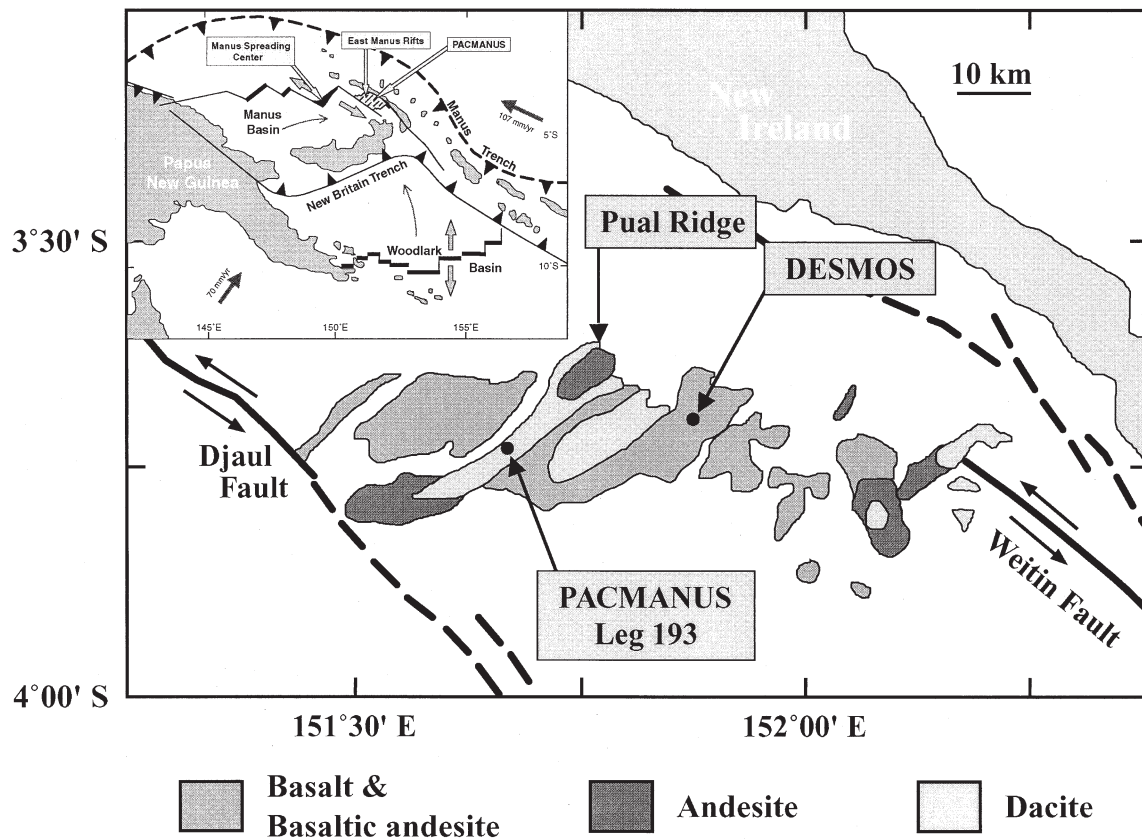 Manus Spreading
Center
East Manus Rifts
PACMANUS
Manus
Basin
Manus
Trench
107 mm/yr
5°S
Papua
New Guinea
New Britain Trench
Woodlark
Basin
10°S
70 mm/yr
145°E
150°E
155°E
New
Ireland
10 km
3°30' S
Pual Ridge
DESMOS
Djaul
Fault
PACMANUS
Leg 193
Weitin Fault
4°00' S
151°30' E
152°00' E
Basalt &
Basaltic andesite
Andesite
Dacite